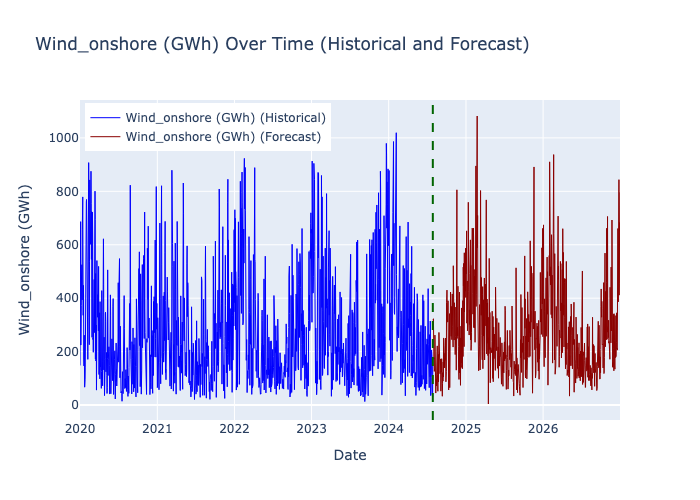 Wind_onshore (GWh) Over Time (Historical and Forecast)
Wind_onshore (GWh) (Historical)
Wind_onshore (GWh) (Forecast)
Wind_onshore (GWh)
1000
800
600
400
200
0
2020 2021 2022 2023 2024 2025 2026
Date